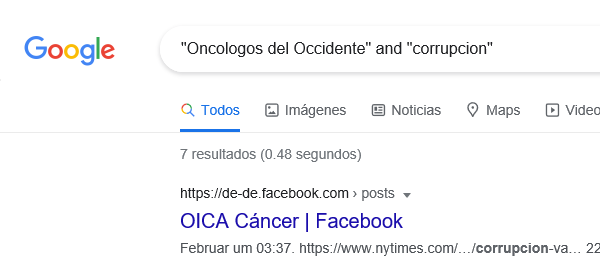 Google
"Oncologos del Occidente" and "corrupcion"
Todos Imágenes Noticias Maps Video
7 resultados (0.48 segundos)
https://de-de.facebook.com › posts
OICA Cáncer | Facebook
Februar um 03:37. https://www.nytimes.com/…/corrupcion-va... 22